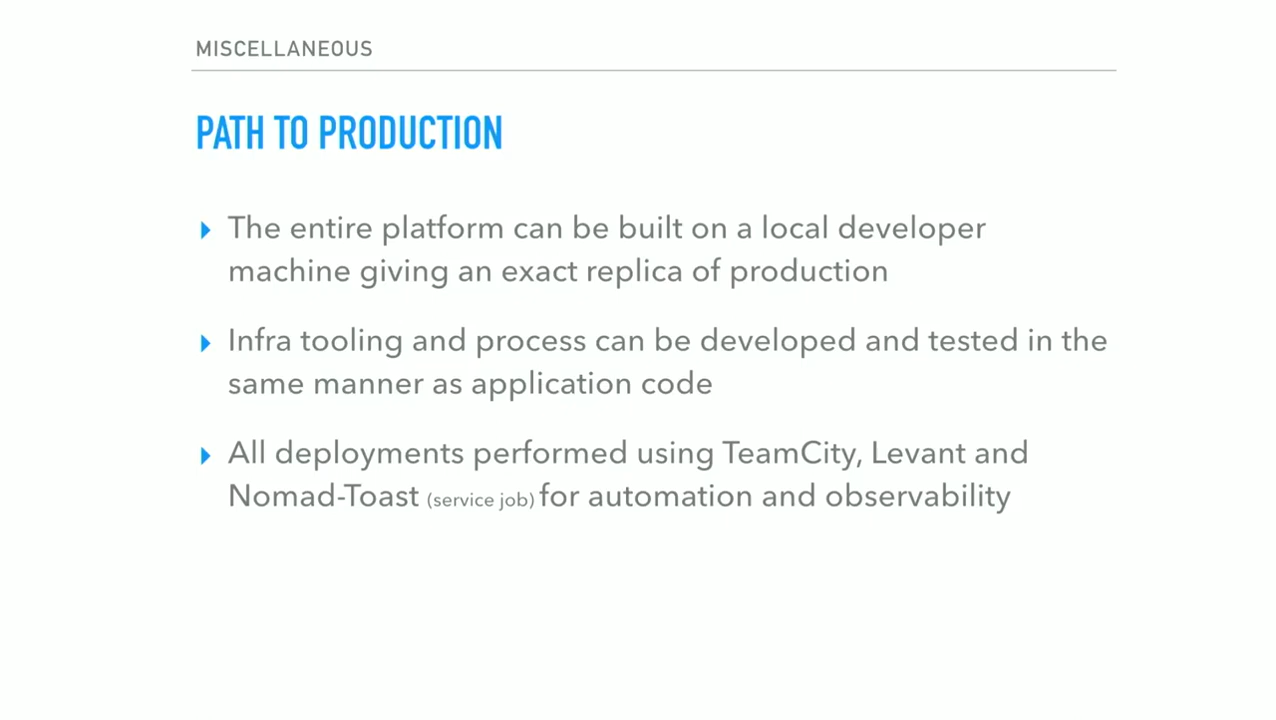 MISCELLANEOUS
PATH TO PRODUCTION
The entire platform can be built on a local developer
machine giving an exact replica of production
Infra tooling and process can be developed and tested in the
same manner as application code
All deployments performed using TeamCity, Levant and
Nomad-Toast (service job) for automation and observability